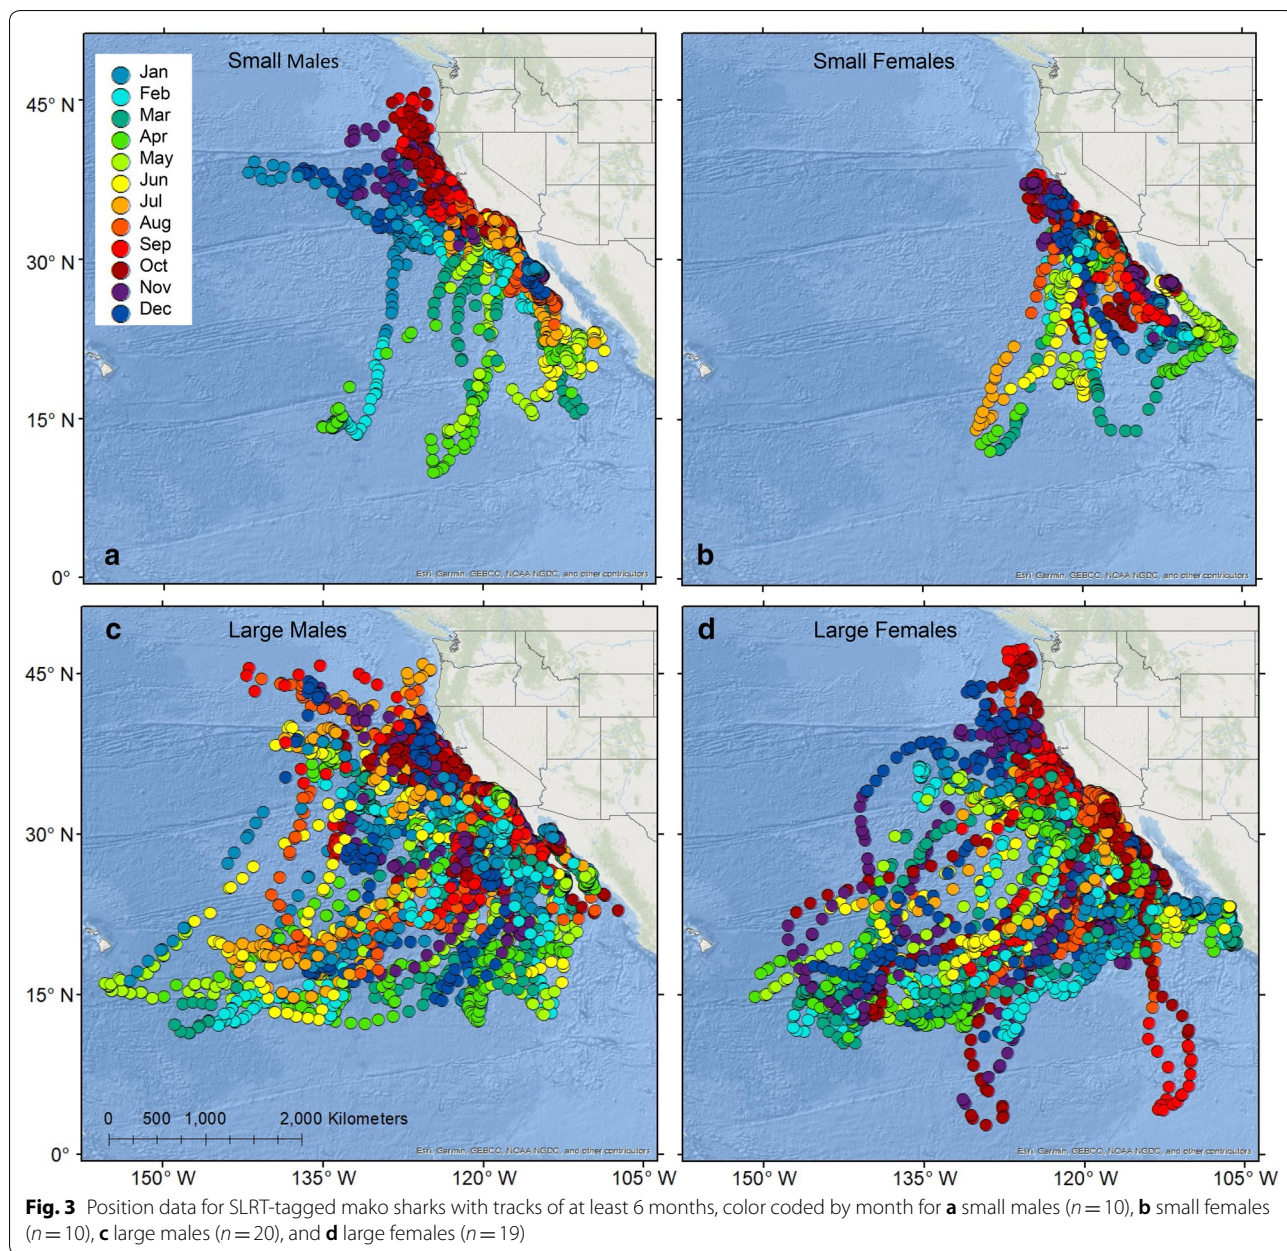 Small Males
Small Females
Jan
Feb
Mar
Apr
May
Jun
Jul
Aug
Sep
Oct
Nov
Dec
45° N
30° N
15° N
0°
a
b
Esri, Garmin, GEBCO, NOAA NGDC, and other contributors
Esri, Garmin, GEBCO, NOAA NGDC, and other contributors
c
Large Males
d
Large Females
45° N
30° N
15° N
0°
0 500 1,000 2,000 Kilometers
Esri, Garmin, GEBCO, NOAA NGDC, and other contributors
Esri, Garmin, GEBCO, NOAA NGDC, and other contributors
150° W 135° W 120° W 105° W 150° W 135° W 120° W 105° W
Fig. 3 Position data for SLRT-tagged mako sharks with tracks of at least 6 months, color coded by month for a small males (n = 10), b small females
(n = 10), c large males (n = 20), and d large females (n = 19)